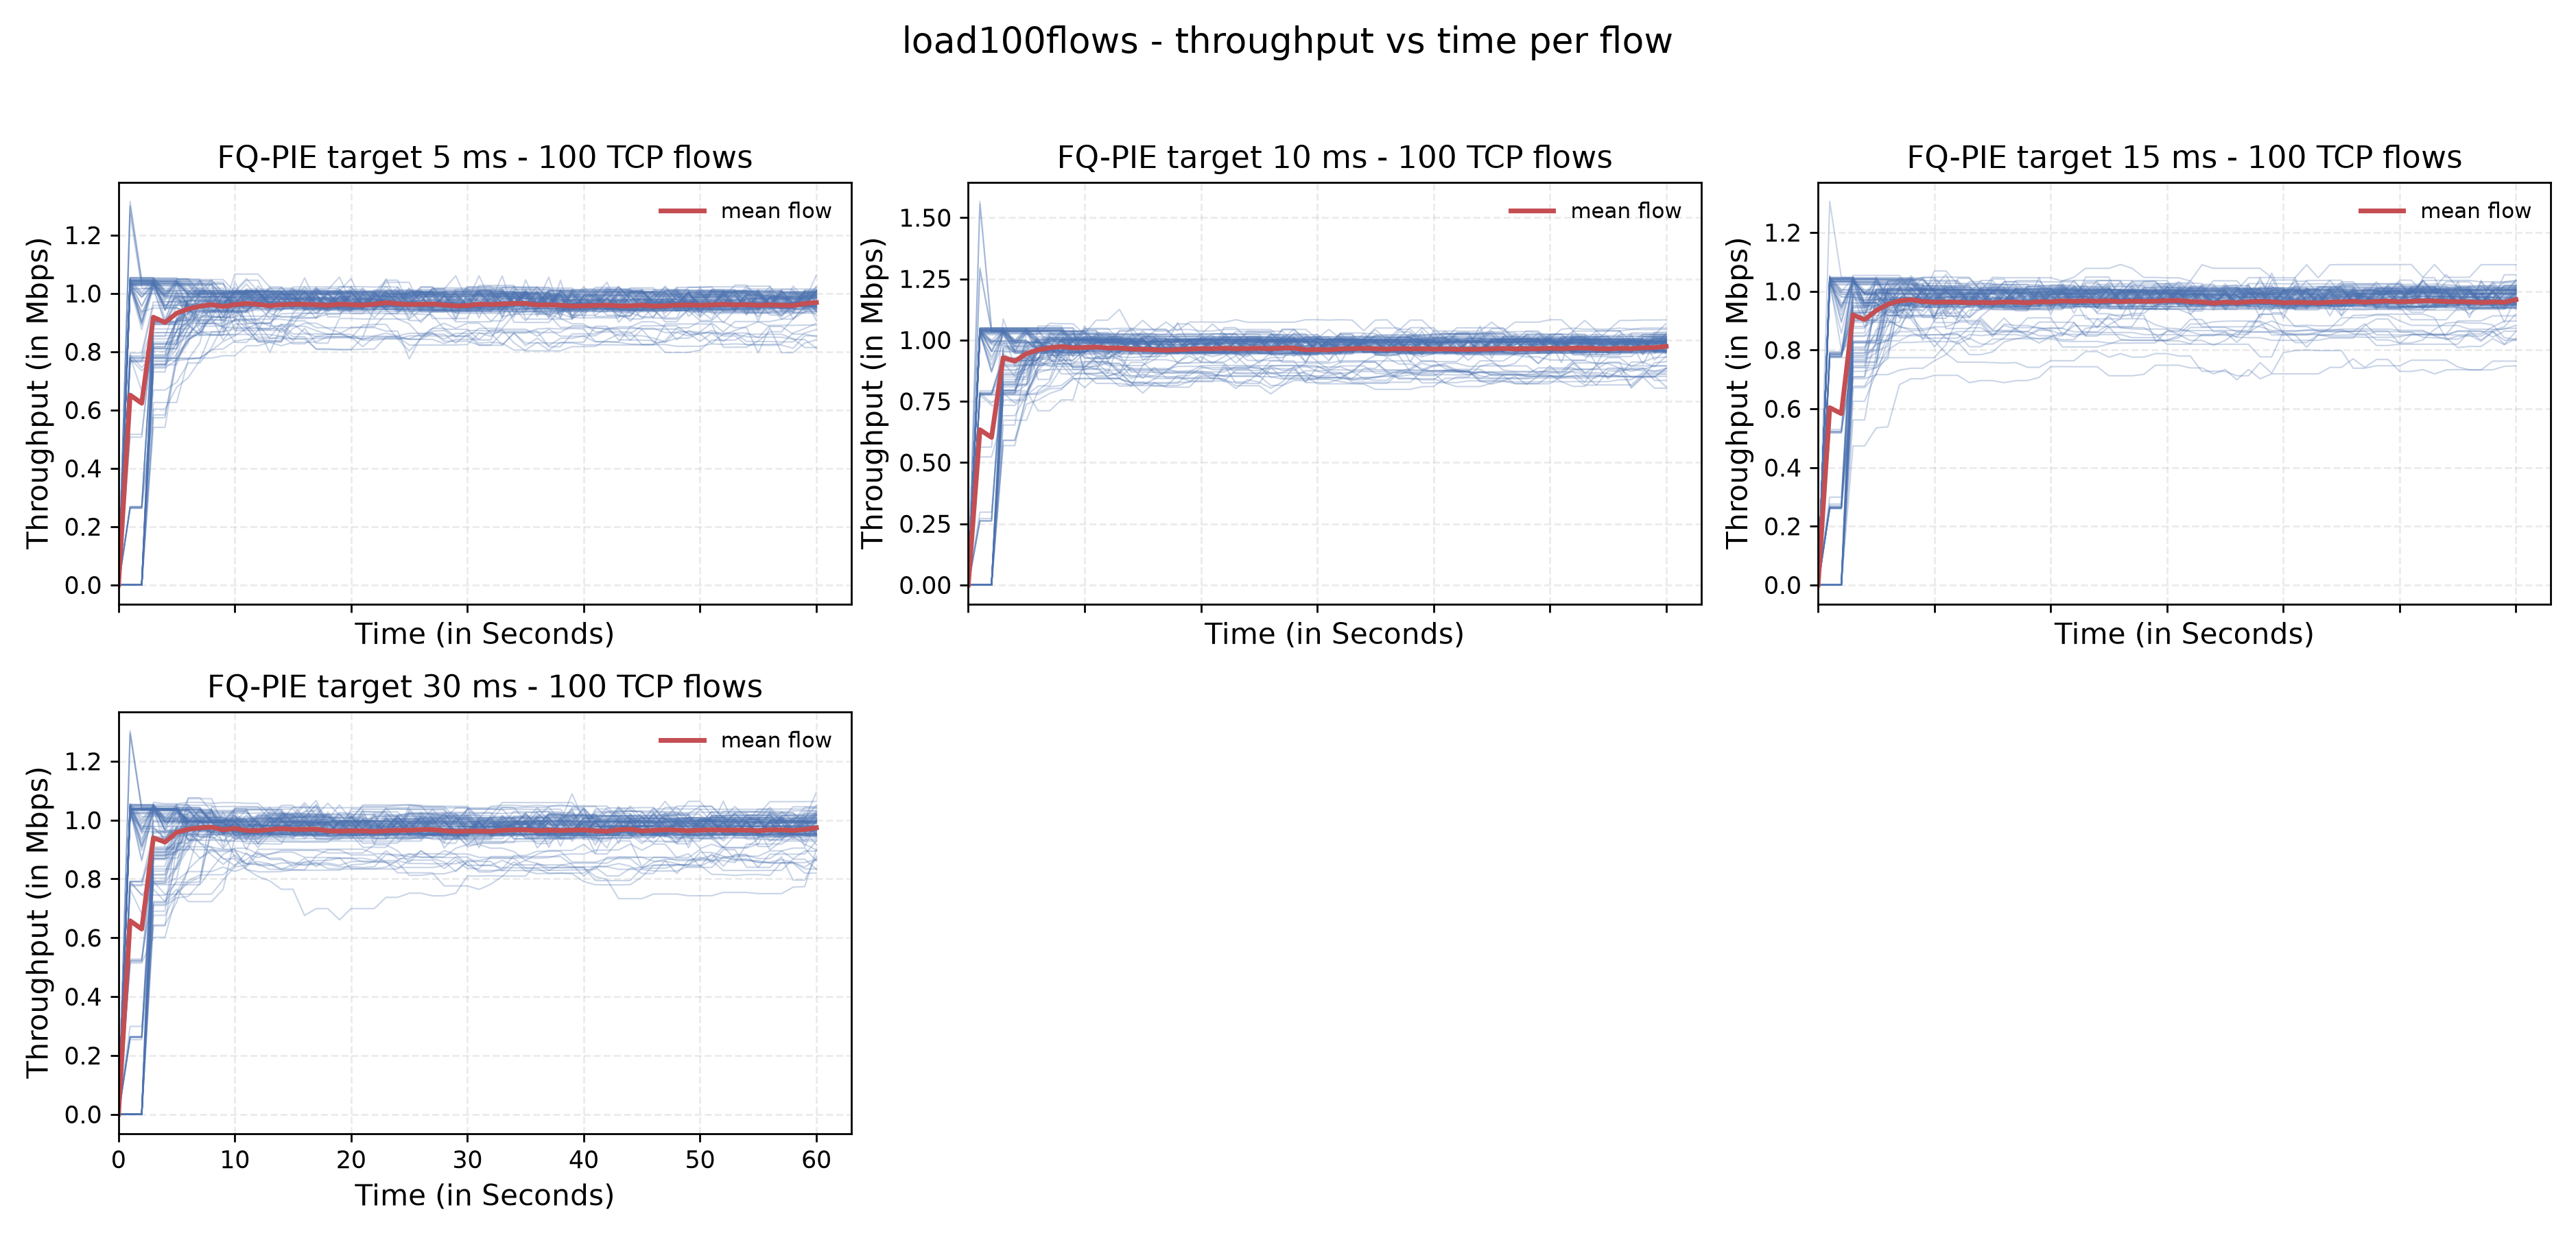 load100flows - throughput vs time per flow
FQ-PIE target 5 ms - 100 TCP flows
mean flow
Throughput (in Mbps)
1.2
1.0
0.8
0.6
0.4
0.2
0.0
Time (in Seconds)
FQ-PIE target 10 ms - 100 TCP flows
mean flow
Throughput (in Mbps)
1.50
1.25
1.00
0.75
0.50
0.25
0.00
Time (in Seconds)
FQ-PIE target 15 ms - 100 TCP flows
mean flow
Throughput (in Mbps)
1.2
1.0
0.8
0.6
0.4
0.2
0.0
Time (in Seconds)
FQ-PIE target 30 ms - 100 TCP flows
mean flow
Throughput (in Mbps)
1.2
1.0
0.8
0.6
0.4
0.2
0.0
0 10 20 30 40 50 60
Time (in Seconds)